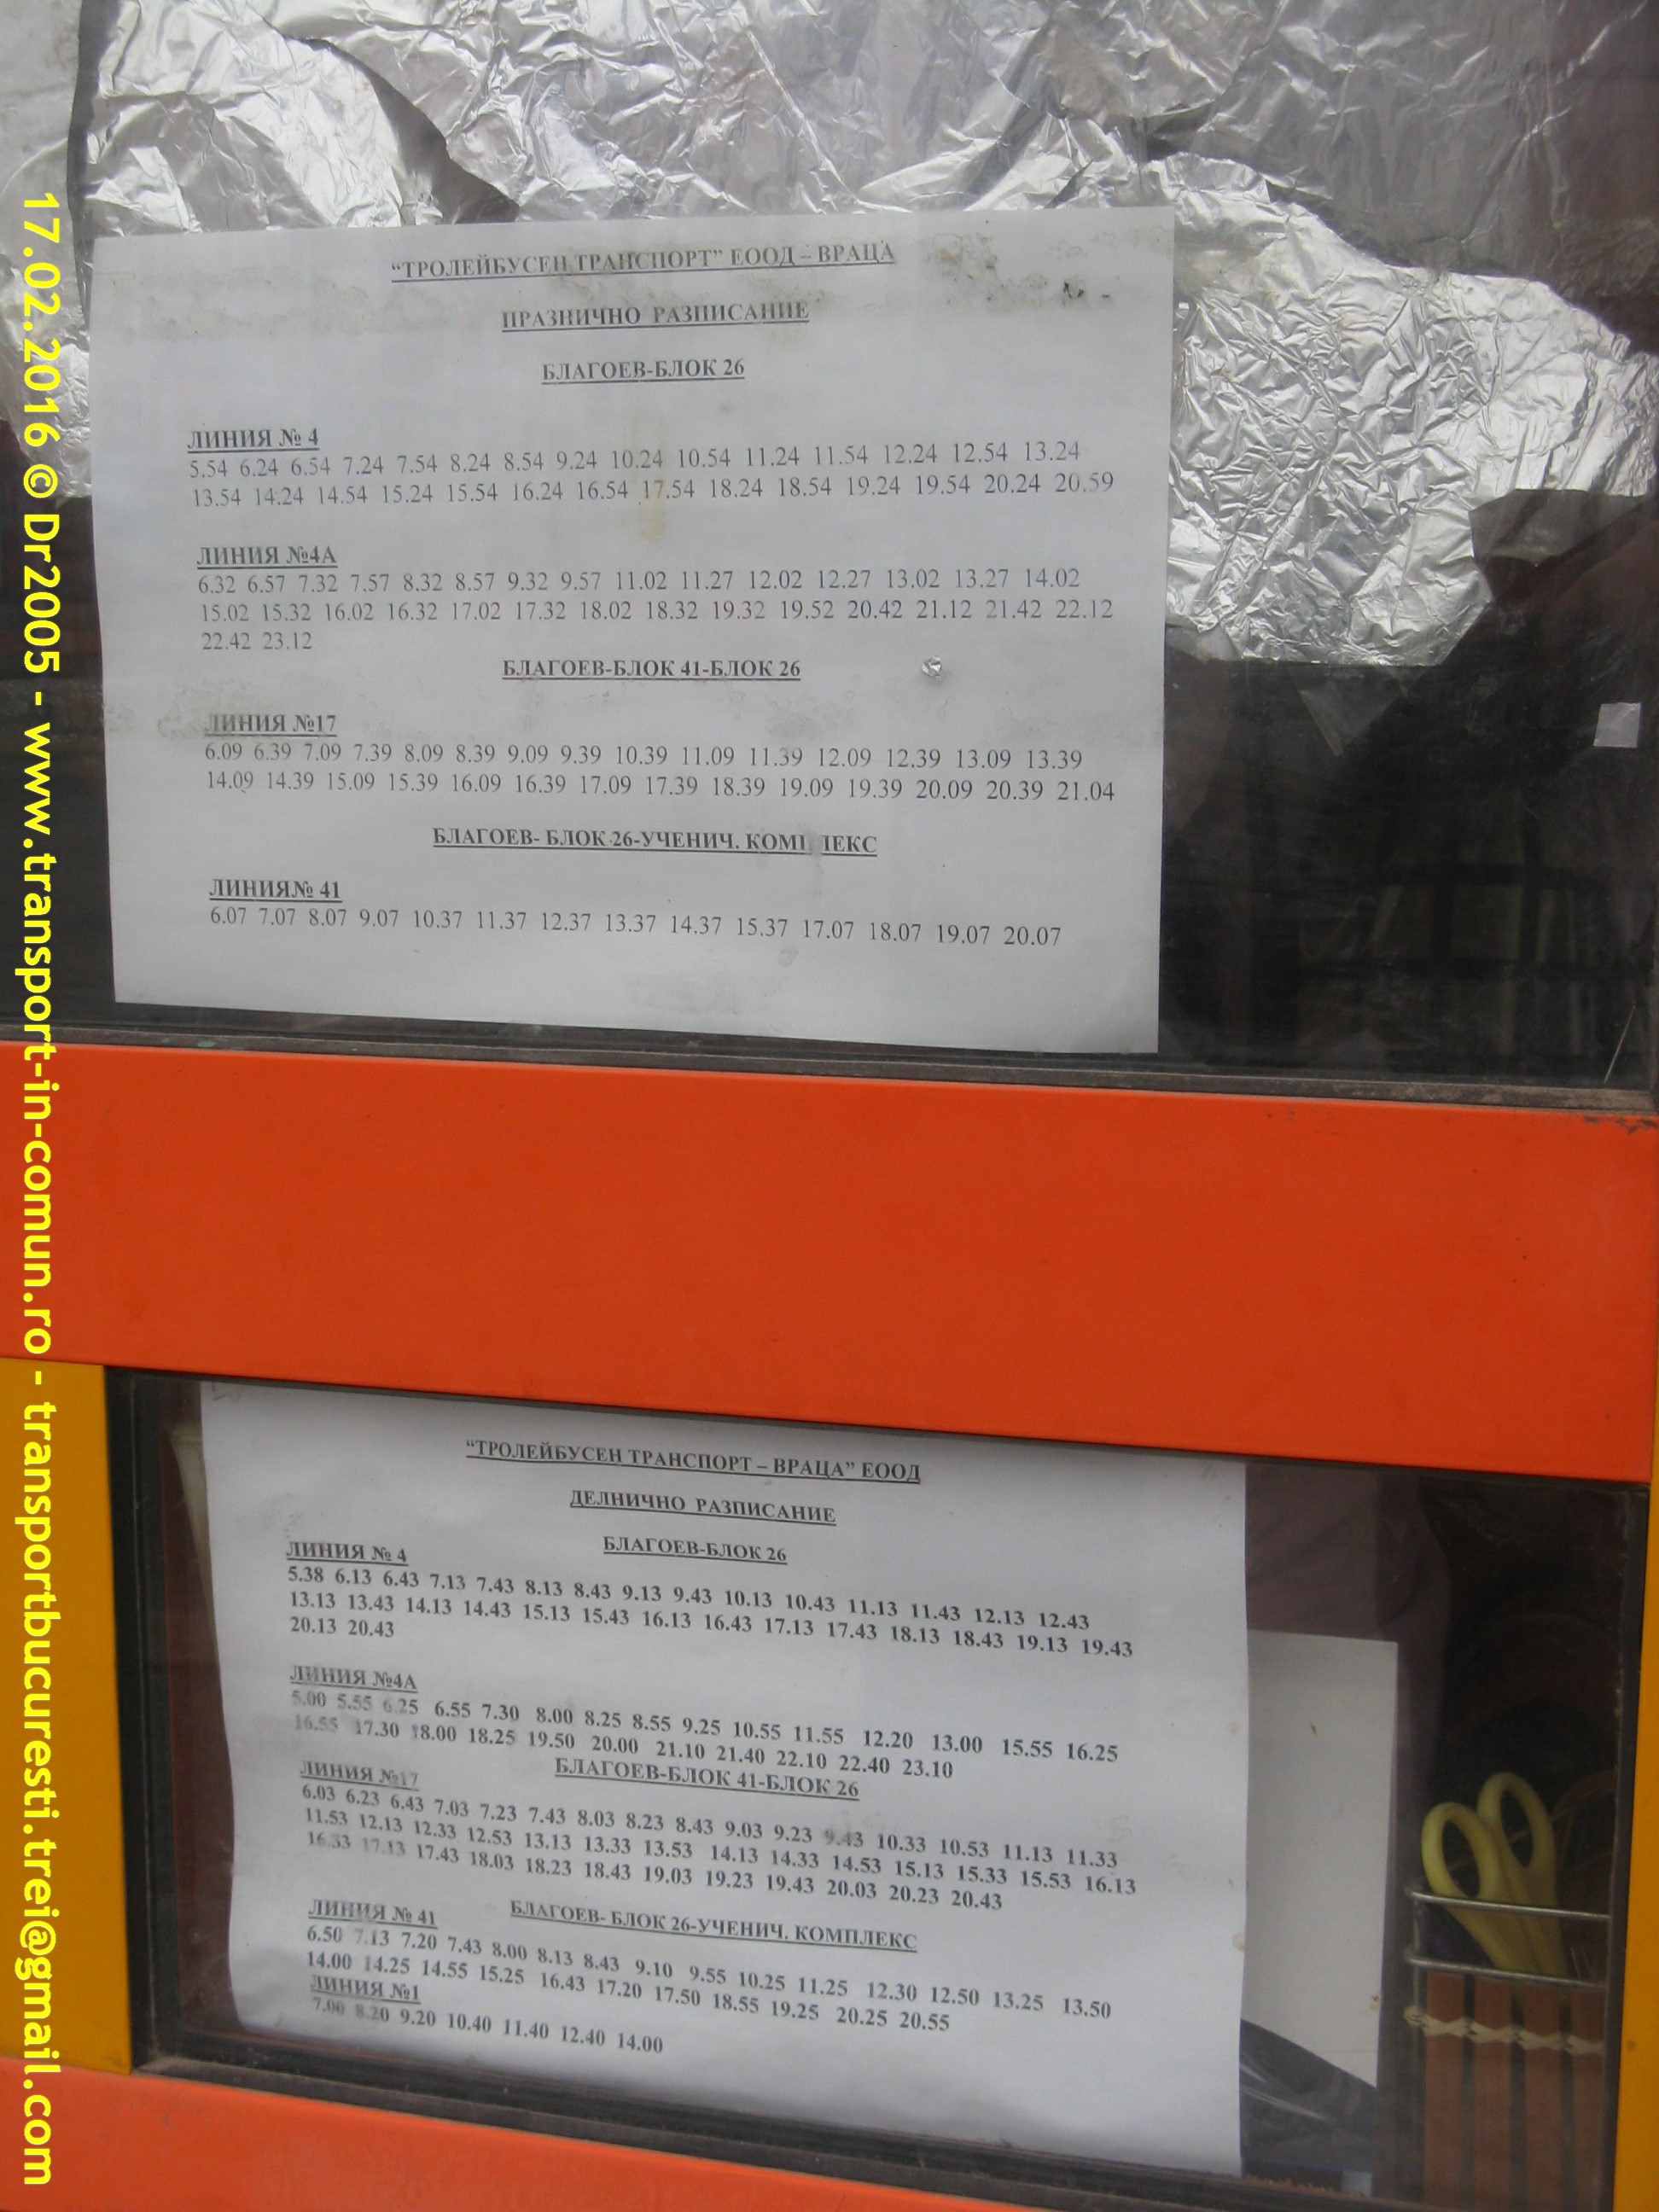 "ТРОЛЕЙБУСЕН ТРАНСПОРТ" ЕООД – ВРАЦА
ПРАЗНИЧНО РАЗПИСАНИЕ
БЛАГОЕВ-БЛОК 26
ЛИНИЯ № 4
5.54 6.24 6.54 7.24 7.54 8.24 8.54 9.24 10.24 10.54 11.24 11.54 12.24 12.54 13.24
13.54 14.24 14.54 15.24 15.54 16.24 16.54 17.54 18.24 18.54 19.24 19.54 20.24 20.59
ЛИНИЯ №4А
6.32 6.57 7.32 7.57 8.32 8.57 9.32 9.57 11.02 11.27 12.02 12.27 13.02 13.27 14.02
15.02 15.32 16.02 16.32 17.02 17.32 18.02 18.32 19.32 19.52 20.42 21.12 21.42 22.12
22.42 23.12
БЛАГОЕВ-БЛОК 41-БЛОК 26
ЛИНИЯ №17
6.09 6.39 7.09 7.39 8.09 8.39 9.09 9.39 10.39 11.09 11.39 12.09 12.39 13.09 13.39
14.09 14.39 15.09 15.39 16.09 16.39 17.09 17.39 18.39 19.09 19.39 20.09 20.39 21.04
БЛАГОЕВ- БЛОК 26-УЧЕНИЧ. КОМПЛЕКС
ЛИНИЯ№ 41
6.07 7.07 8.07 9.07 10.37 11.37 12.37 13.37 14.37 15.37 17.07 18.07 19.07 20.07
"ТРОЛЕЙБУСЕН ТРАНСПОРТ – ВРАЦА" ЕООД
ДЕЛНИЧНО РАЗПИСАНИЕ
БЛАГОЕВ-БЛОК 26
ЛИНИЯ № 4
5.38 6.13 6.43 7.13 7.43 8.13 8.43 9.13 9.43 10.13 10.43 11.13 11.43 12.13 12.43
13.13 13.43 14.13 14.43 15.13 15.43 16.13 16.43 17.13 17.43 18.13 18.43 19.13 19.43
20.13 20.43
ЛИНИЯ №4А
5.00 5.55 6.25 6.55 7.30 8.00 8.25 8.55 9.25 10.55 11.55 12.20 13.00 15.55 16.25
16.55 17.30 18.00 18.25 19.50 20.00 21.10 21.40 22.10 22.40 23.10
БЛАГОЕВ-БЛОК 41-БЛОК 26
ЛИНИЯ №17
6.03 6.23 6.43 7.03 7.23 7.43 8.03 8.23 8.43 9.03 9.23 9.43 10.33 10.53 11.13 11.33
11.53 12.13 12.33 12.53 13.13 13.33 13.53 14.13 14.33 14.53 15.13 15.33 15.53 16.13
16.33 17.13 17.43 18.03 18.23 18.43 19.03 19.23 19.43 20.03 20.23 20.43
БЛАГОЕВ- БЛОК 26-УЧЕНИЧ. КОМПЛЕКС
ЛИНИЯ № 41
6.50 7.13 7.20 7.43 8.00 8.13 8.43 9.10 9.55 10.25 11.25 12.30 12.50 13.25 13.50
14.00 14.25 14.55 15.25 16.43 17.20 17.50 18.55 19.25 20.25 20.55
ЛИНИЯ №1
7.00 8.20 9.20 10.40 11.40 12.40 14.00
17.02.2016 © Dr2005 - www.transport-in-comun.ro - transportbucuresti.trei@gmail.com